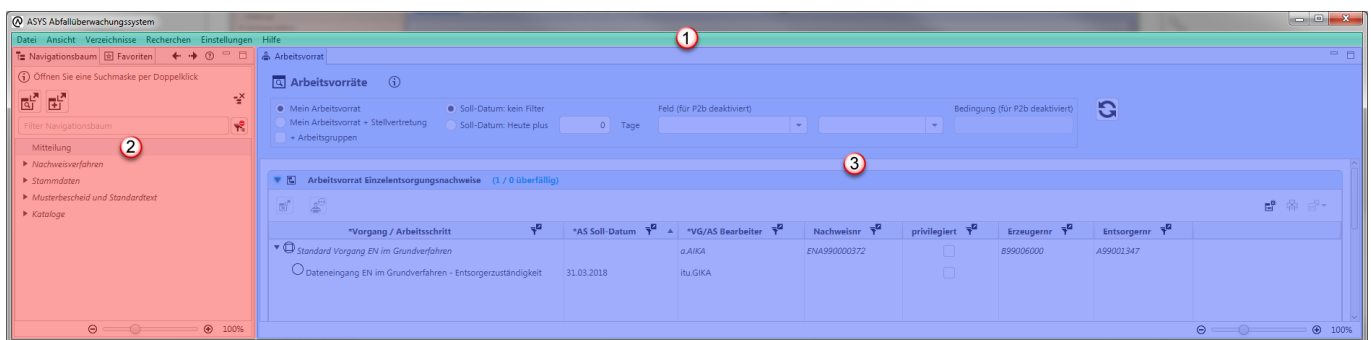 ASYS Abfallüberwachungssystem
Datei Ansicht Verzeichnisse Recherchen Einstellungen Hilfe
1
Navigationsbaum Favoriten
Öffnen Sie eine Suchmaske per Doppelklick
Filter Navigationsbaum
Mitteilung
2
Nachweisverfahren
Stammdaten
Musterbescheid und Standardtext
Kataloge
100%
Arbeitsvorrat
Arbeitsvorräte
Mein Arbeitsvorrat Soll-Datum: kein Filter Feld (für P2b deaktiviert) Bedingung (für P2b deaktiviert)
Mein Arbeitsvorrat + Stellvertretung Soll-Datum: Heute plus 0 Tage
+ Arbeitsgruppen
3
Arbeitsvorrat Einzelentsorgungsnachweise (1 / 0 überfällig)
*Vorgang / Arbeitsschritt *AS Soll-Datum *VG/AS Bearbeiter Nachweisnr privilegiert Erzeugernr Entsorgernr
Standard Vorgang EN im Grundverfahren a.AIKA ENA990000372 B99006000 A99001347
Dateneingang EN im Grundverfahren - Entsorgerzuständigkeit 31.03.2018 itu.GIKA
100%